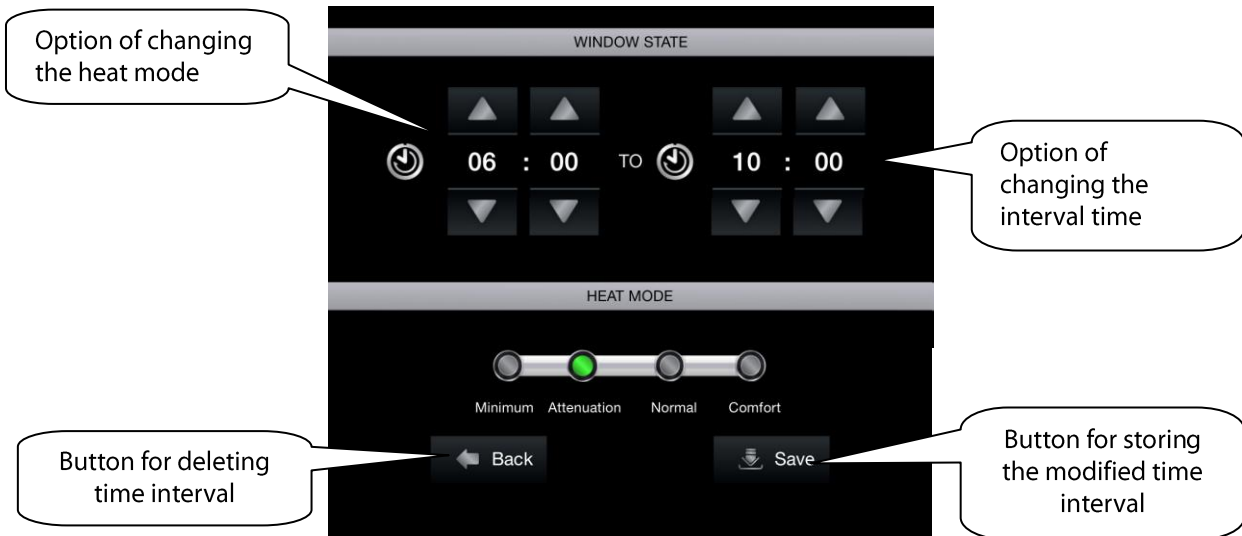 Option of changing
the heat mode
WINDOW STATE
06 : 00 TO 10 : 00
Option of
changing the
interval time
HEAT MODE
Minimum Attenuation Normal Comfort
Back
Save
Button for deleting
time interval
Button for storing
the modified time
interval